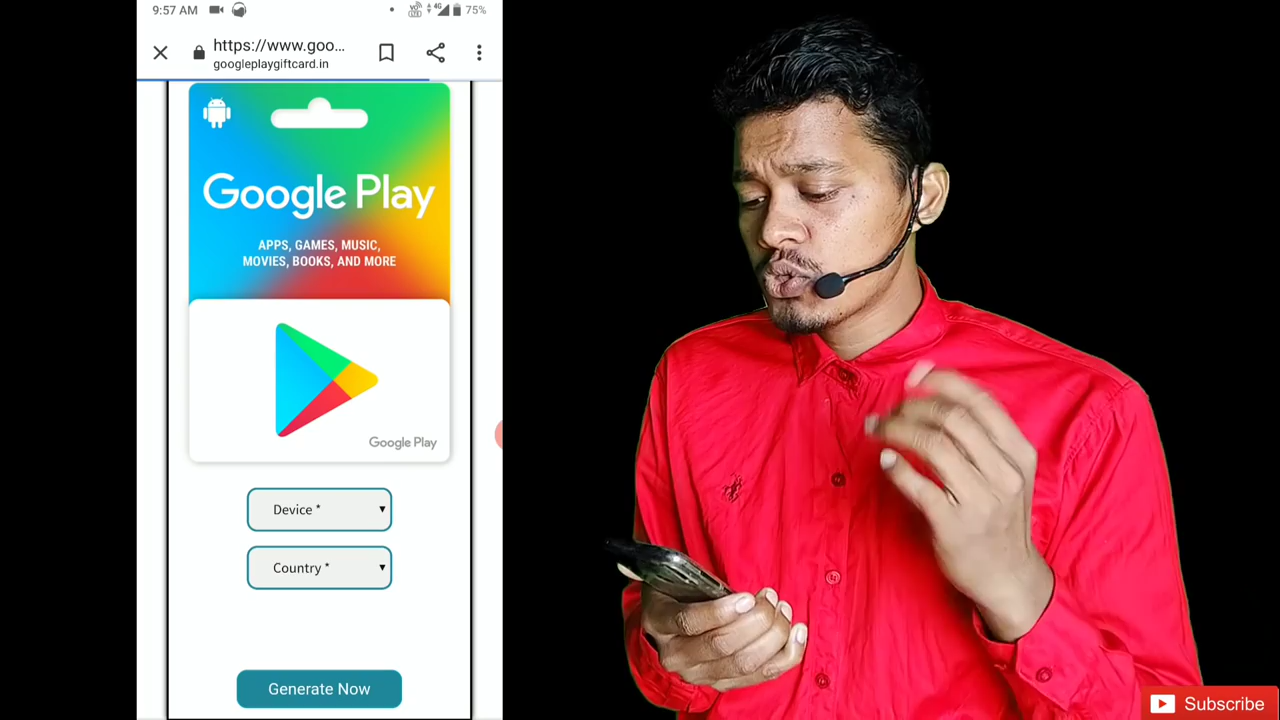 9:57 AM
75%
https://www.goo...
googleplaygiftcard.in
Google Play
APPS, GAMES, MUSIC,
MOVIES, BOOKS, AND MORE
Google Play
Device *
Country *
Generate Now
Subscribe